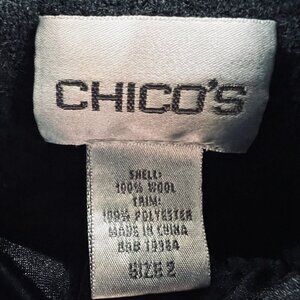 CHICO'S
SHELL:
100% WOOL
TRIM:
100% POLYESTER
MADE IN CHINA
SIZE 2